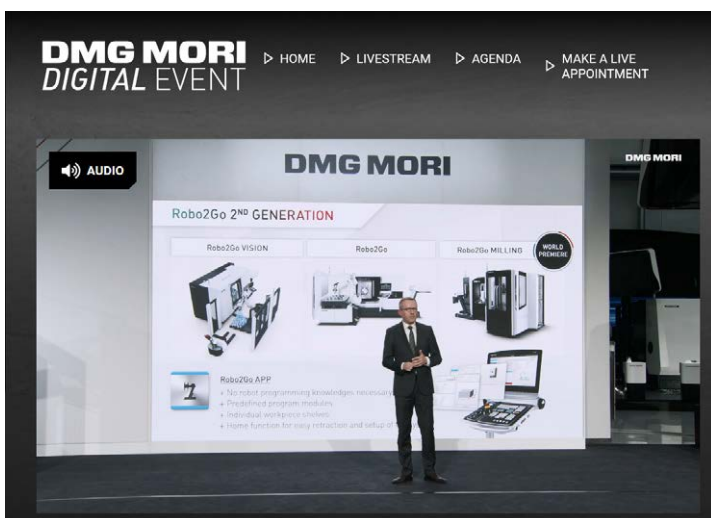 DMG MORI
DIGITAL EVENT
HOME
LIVESTREAM
AGENDA
MAKE A LIVE
APPOINTMENT
AUDIO
DMG MORI
DMG MORI
Robo2Go 2ND GENERATION
Robo2Go VISION
Robo2Go
Robo2Go MILLING
WORLD
PREMIERE
Robo2Go APP
+ No robot programming knowledges necessary
+ Predefined program modules
+ Individual workpiece shelves
+ Home function for easy retraction and setup of